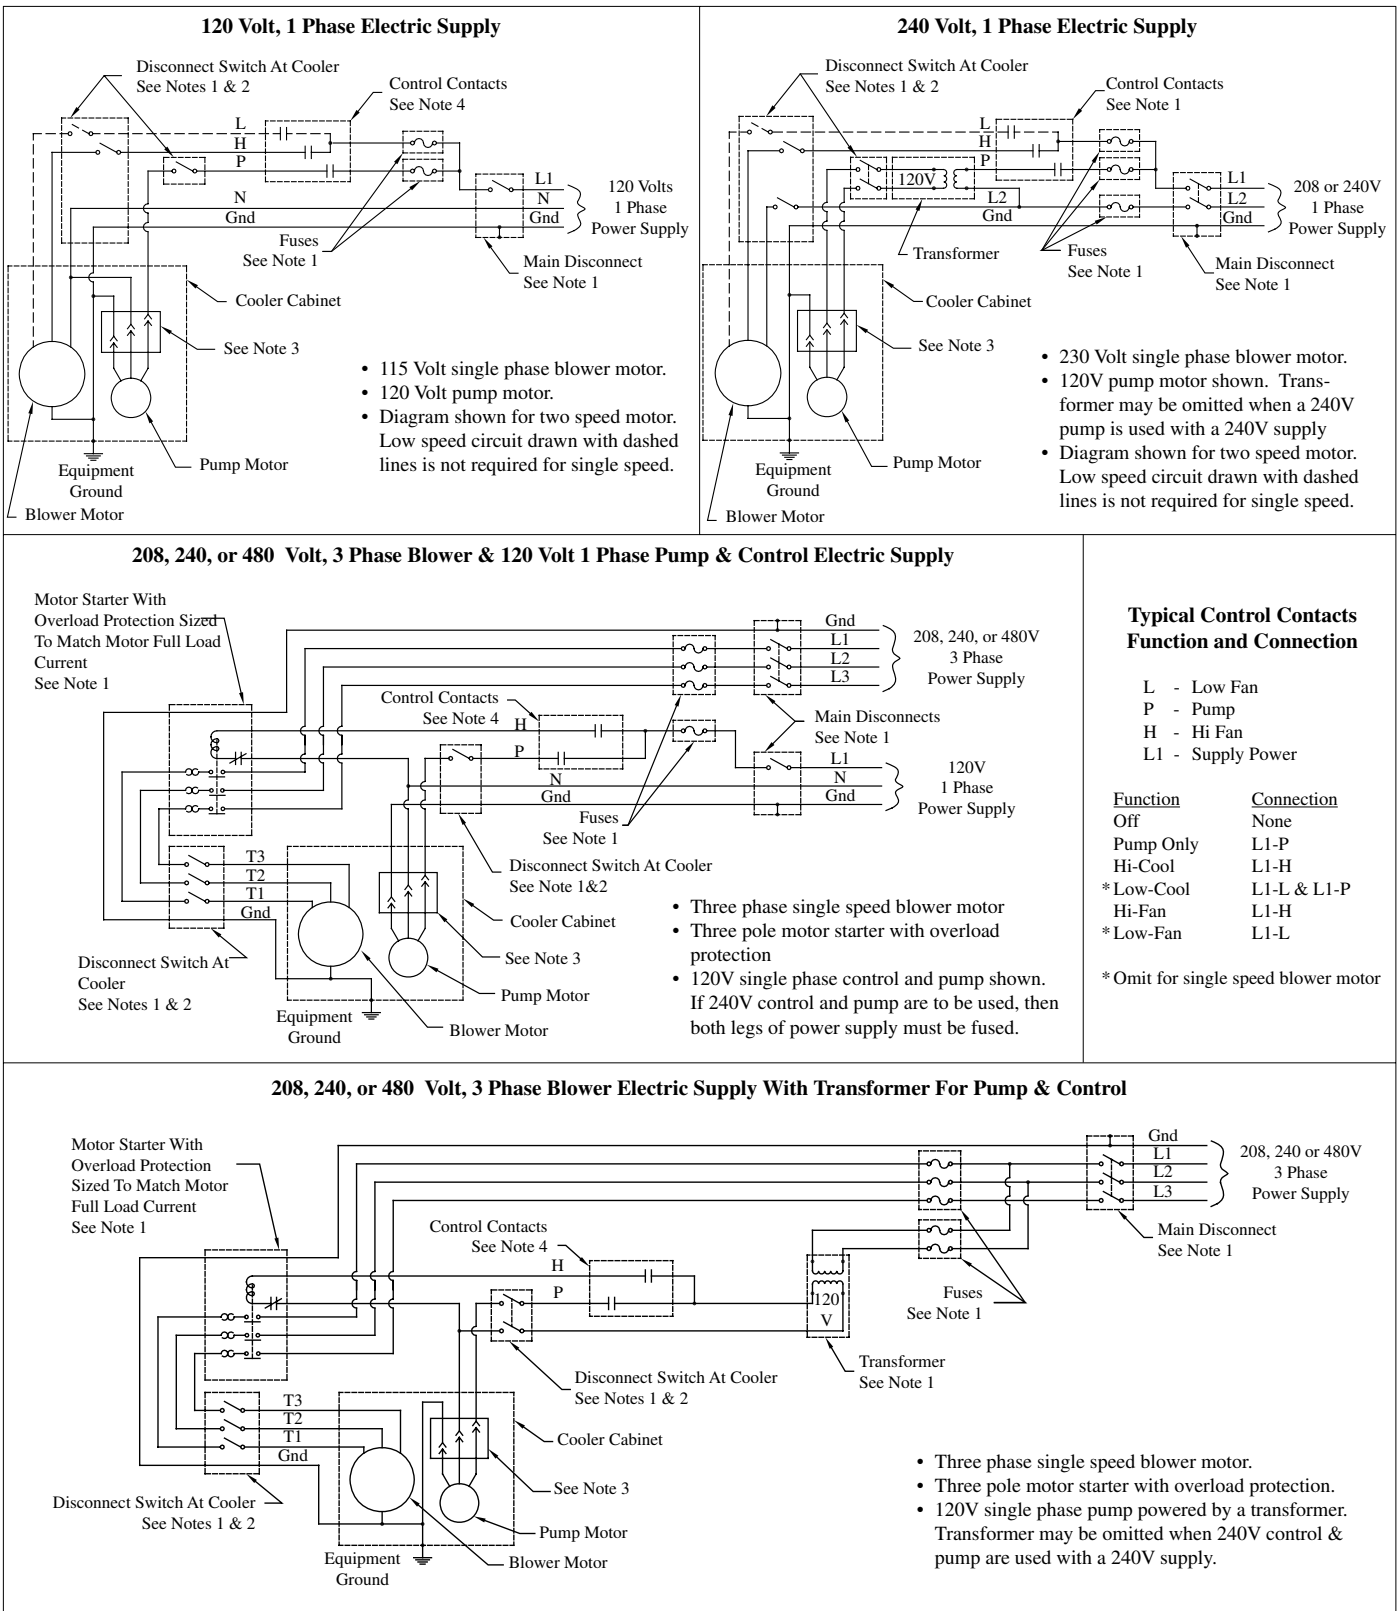 120 Volt, 1 Phase Electric Supply
Disconnect Switch At Cooler
See Notes 1 & 2
Control Contacts
See Note 4
L
H
P
N
Gnd
L1
N
Gnd
120 Volts
1 Phase
Power Supply
Fuses
See Note 1
Main Disconnect
See Note 1
Cooler Cabinet
See Note 3
• 115 Volt single phase blower motor.
• 120 Volt pump motor.
• Diagram shown for two speed motor.
Low speed circuit drawn with dashed
lines is not required for single speed.
Pump Motor
Equipment
Ground
Blower Motor
240 Volt, 1 Phase Electric Supply
Disconnect Switch At Cooler
See Notes 1 & 2
Control Contacts
See Note 1
L
H
P
120V
L2
Gnd
L1
L2
Gnd
208 or 240V
1 Phase
Power Supply
Transformer
Fuses
See Note 1
Main Disconnect
See Note 1
Cooler Cabinet
See Note 3
• 230 Volt single phase blower motor.
• 120V pump motor shown. Trans-
former may be omitted when a 240V
pump is used with a 240V supply
• Diagram shown for two speed motor.
Low speed circuit drawn with dashed
lines is not required for single speed.
Pump Motor
Equipment
Ground
Blower Motor
208, 240, or 480 Volt, 3 Phase Blower & 120 Volt 1 Phase Pump & Control Electric Supply
Motor Starter With
Overload Protection Sized
To Match Motor Full Load
Current
See Note 1
Gnd
L1
L2
L3
208, 240, or 480V
3 Phase
Power Supply
Control Contacts
See Note 4
H
P
N
Gnd
Main Disconnects
See Note 1
L1
N
Gnd
120V
1 Phase
Power Supply
Fuses
See Note 1
T3
T2
T1
Gnd
Disconnect Switch At Cooler
See Note 1&2
Cooler Cabinet
See Note 3
Pump Motor
Blower Motor
Disconnect Switch At
Cooler
See Notes 1 & 2
Equipment
Ground
• Three phase single speed blower motor
• Three pole motor starter with overload
protection
• 120V single phase control and pump shown.
If 240V control and pump are to be used, then
both legs of power supply must be fused.
Typical Control Contacts
Function and Connection
L - Low Fan
P - Pump
H - Hi Fan
L1 - Supply Power
Function Connection
Off None
Pump Only L1-P
Hi-Cool L1-H
* Low-Cool L1-L & L1-P
Hi-Fan L1-H
* Low-Fan L1-L
* Omit for single speed blower motor
208, 240, or 480 Volt, 3 Phase Blower Electric Supply With Transformer For Pump & Control
Motor Starter With
Overload Protection
Sized To Match Motor
Full Load Current
See Note 1
Gnd
L1
L2
L3
208, 240 or 480V
3 Phase
Power Supply
Control Contacts
See Note 4
H
P
120
V
Main Disconnect
See Note 1
Fuses
See Note 1
Transformer
See Note 1
Disconnect Switch At Cooler
See Notes 1 & 2
T3
T2
T1
Gnd
Cooler Cabinet
See Note 3
Pump Motor
Blower Motor
Disconnect Switch At Cooler
See Notes 1 & 2
Equipment
Ground
• Three phase single speed blower motor.
• Three pole motor starter with overload protection.
• 120V single phase pump powered by a transformer.
Transformer may be omitted when 240V control &
pump are used with a 240V supply.